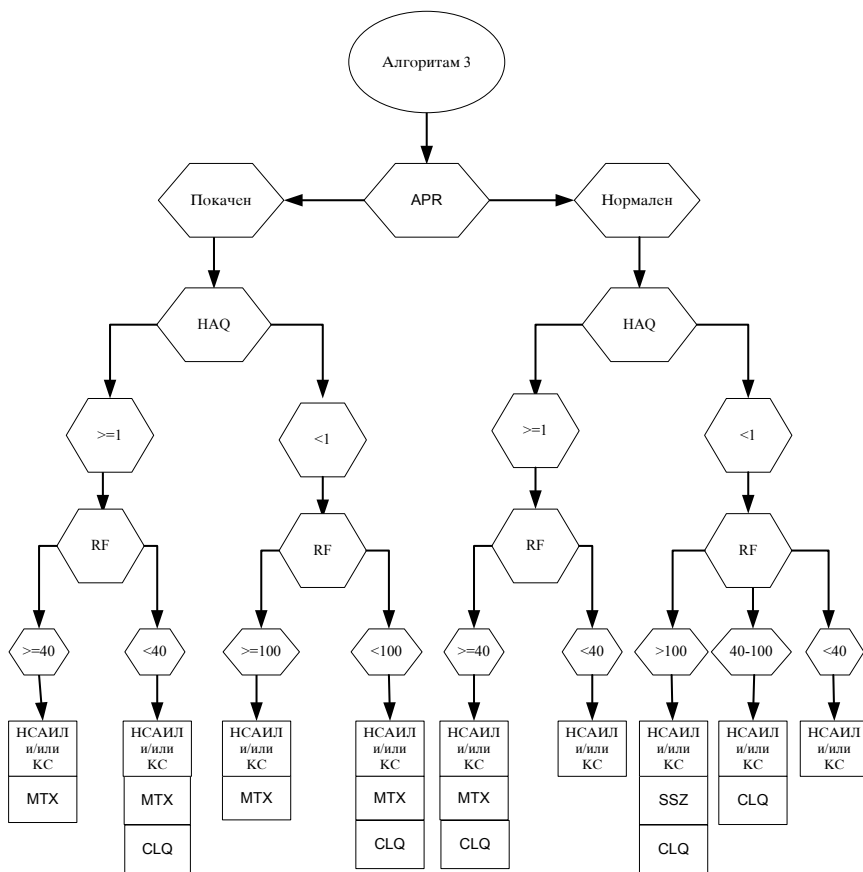 Алгоритам 3
Покачен
APR
Нормален
HAQ
HAQ
>=1
<1
>=1
<1
RF
RF
RF
RF
>=40
<40
>=100
<100
>=40
<40
>100
40-100
<40
НСАИЛ
и/или
КС
MTX
НСАИЛ
и/или
КС
MTX
CLQ
НСАИЛ
и/или
КС
MTX
НСАИЛ
и/или
КС
MTX
CLQ
НСАИЛ
и/или
КС
MTX
CLQ
НСАИЛ
и/или
КС
НСАИЛ
и/или
КС
SSZ
CLQ
НСАИЛ
и/или
КС
CLQ
НСАИЛ
и/или
КС